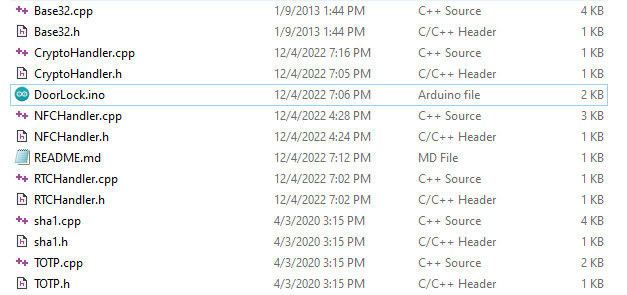 Base32.cpp 1/9/2013 1:44 PM C++ Source 4 KB
Base32.h 1/9/2013 1:44 PM C/C++ Header 1 KB
CryptoHandler.cpp 12/4/2022 7:16 PM C++ Source 1 KB
CryptoHandler.h 12/4/2022 7:05 PM C/C++ Header 1 KB
DoorLock.ino 12/4/2022 7:06 PM Arduino file 2 KB
NFCHandler.cpp 12/4/2022 4:28 PM C++ Source 3 KB
NFCHandler.h 12/4/2022 4:24 PM C/C++ Header 1 KB
README.md 12/4/2022 7:12 PM MD File 1 KB
RTCHandler.cpp 12/4/2022 7:02 PM C++ Source 1 KB
RTCHandler.h 12/4/2022 7:02 PM C/C++ Header 1 KB
sha1.cpp 4/3/2020 3:15 PM C++ Source 4 KB
sha1.h 4/3/2020 3:15 PM C/C++ Header 1 KB
TOTP.cpp 4/3/2020 3:15 PM C++ Source 2 KB
TOTP.h 4/3/2020 3:15 PM C/C++ Header 1 KB